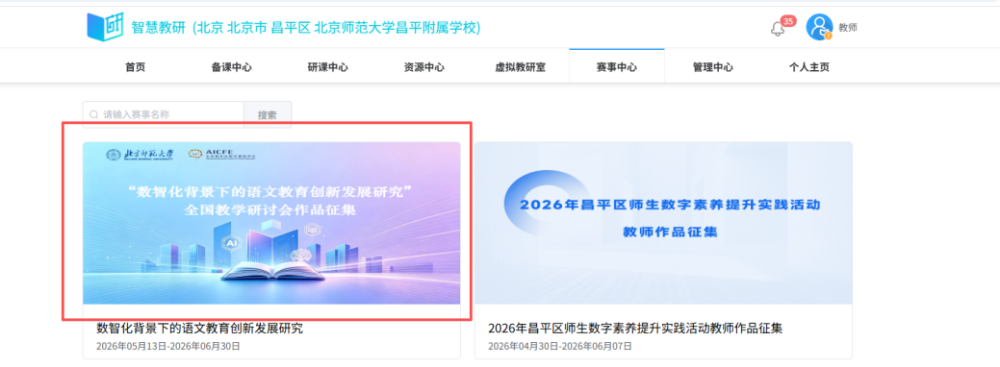 智慧教研 (北京 北京市 昌平区 北京师范大学昌平附属学校)
35
教师
首页 备课中心 研课中心 资源中心 虚拟教研室 赛事中心 管理中心 个人主页
请输入赛事名称 搜索
北京师范大学 AICFE
“数智化背景下的语文教育创新发展研究”
全国教学研讨会作品征集
AI
2026年昌平区师生数字素养提升实践活动
教师作品征集
数智化背景下的语文教育创新发展研究
2026年05月13日-2026年06月30日
2026年昌平区师生数字素养提升实践活动教师作品征集
2026年04月30日-2026年06月07日